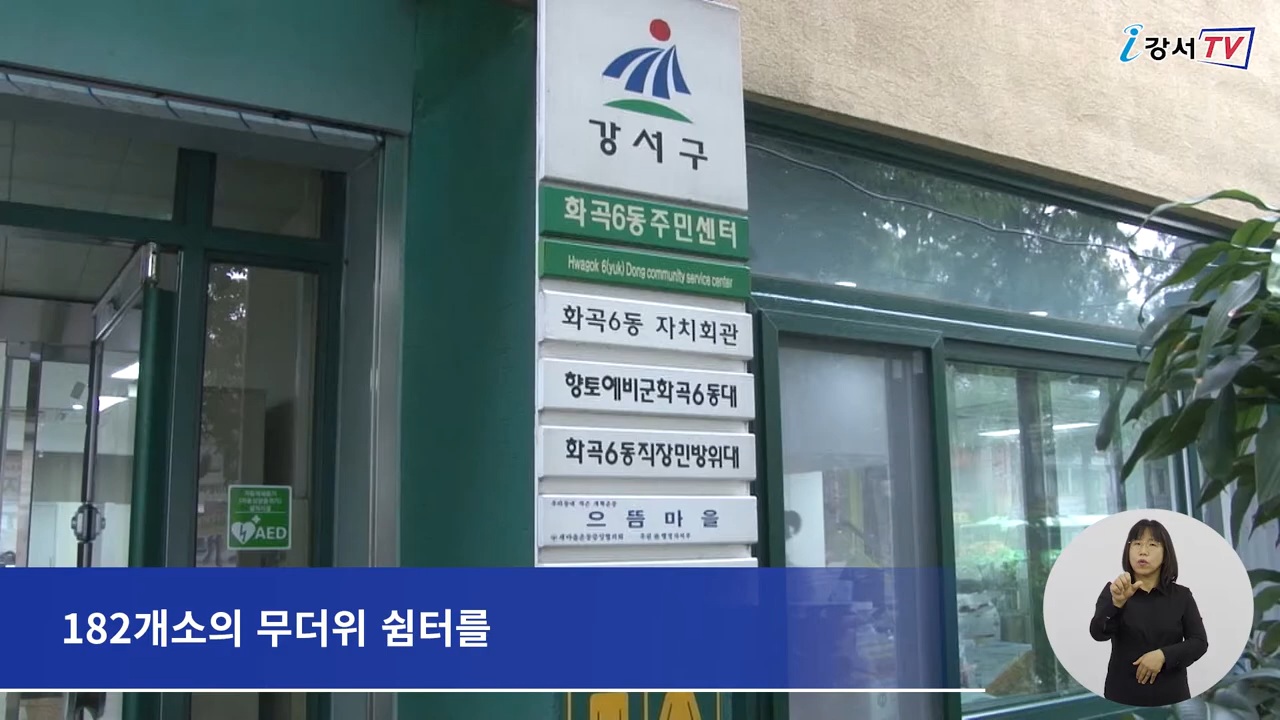 i강서TV
강서구
화곡6동주민센터
Hwagok 6(yuk) Dong community service center
화곡6동 자치회관
향토예비군화곡6동대
화곡6동직장민방위대
으뜸마을
AED
182개소의 무더위 쉼터를